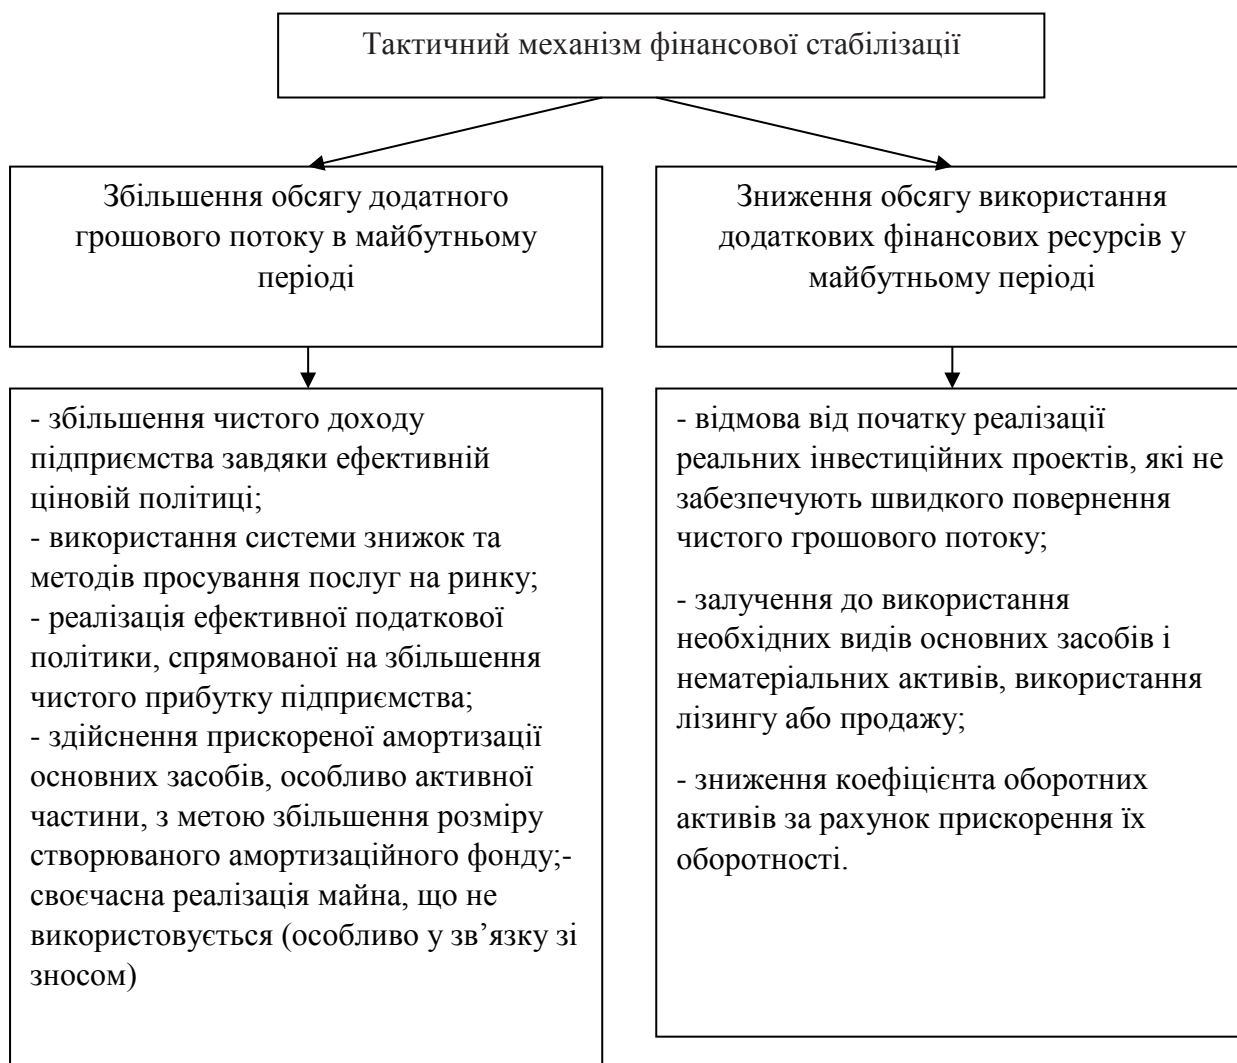 Тактичний механізм фінансової стабілізації
Збільшення обсягу додатного
грошового потоку в майбутньому
періоді
Зниження обсягу використання
додаткових фінансових ресурсів у
майбутньому періоді
- збільшення чистого доходу
підприємства завдяки ефективній
ціновій політиці;
- використання системи знижок та
методів просування послуг на ринку;
- реалізація ефективної податкової
політики, спрямованої на збільшення
чистого прибутку підприємства;
- здійснення прискореної амортизації
основних засобів, особливо активної
частини, з метою збільшення розміру
створюваного амортизаційного фонду;-
своєчасна реалізація майна, що не
використовується (особливо у зв’язку зі
зносом)
- відмова від початку реалізації
реальних інвестиційних проектів, які не
забезпечують швидкого повернення
чистого грошового потоку;
- залучення до використання
необхідних видів основних засобів і
нематеріальних активів, використання
лізингу або продажу;
- зниження коефіцієнта оборотних
активів за рахунок прискорення їх
оборотності.